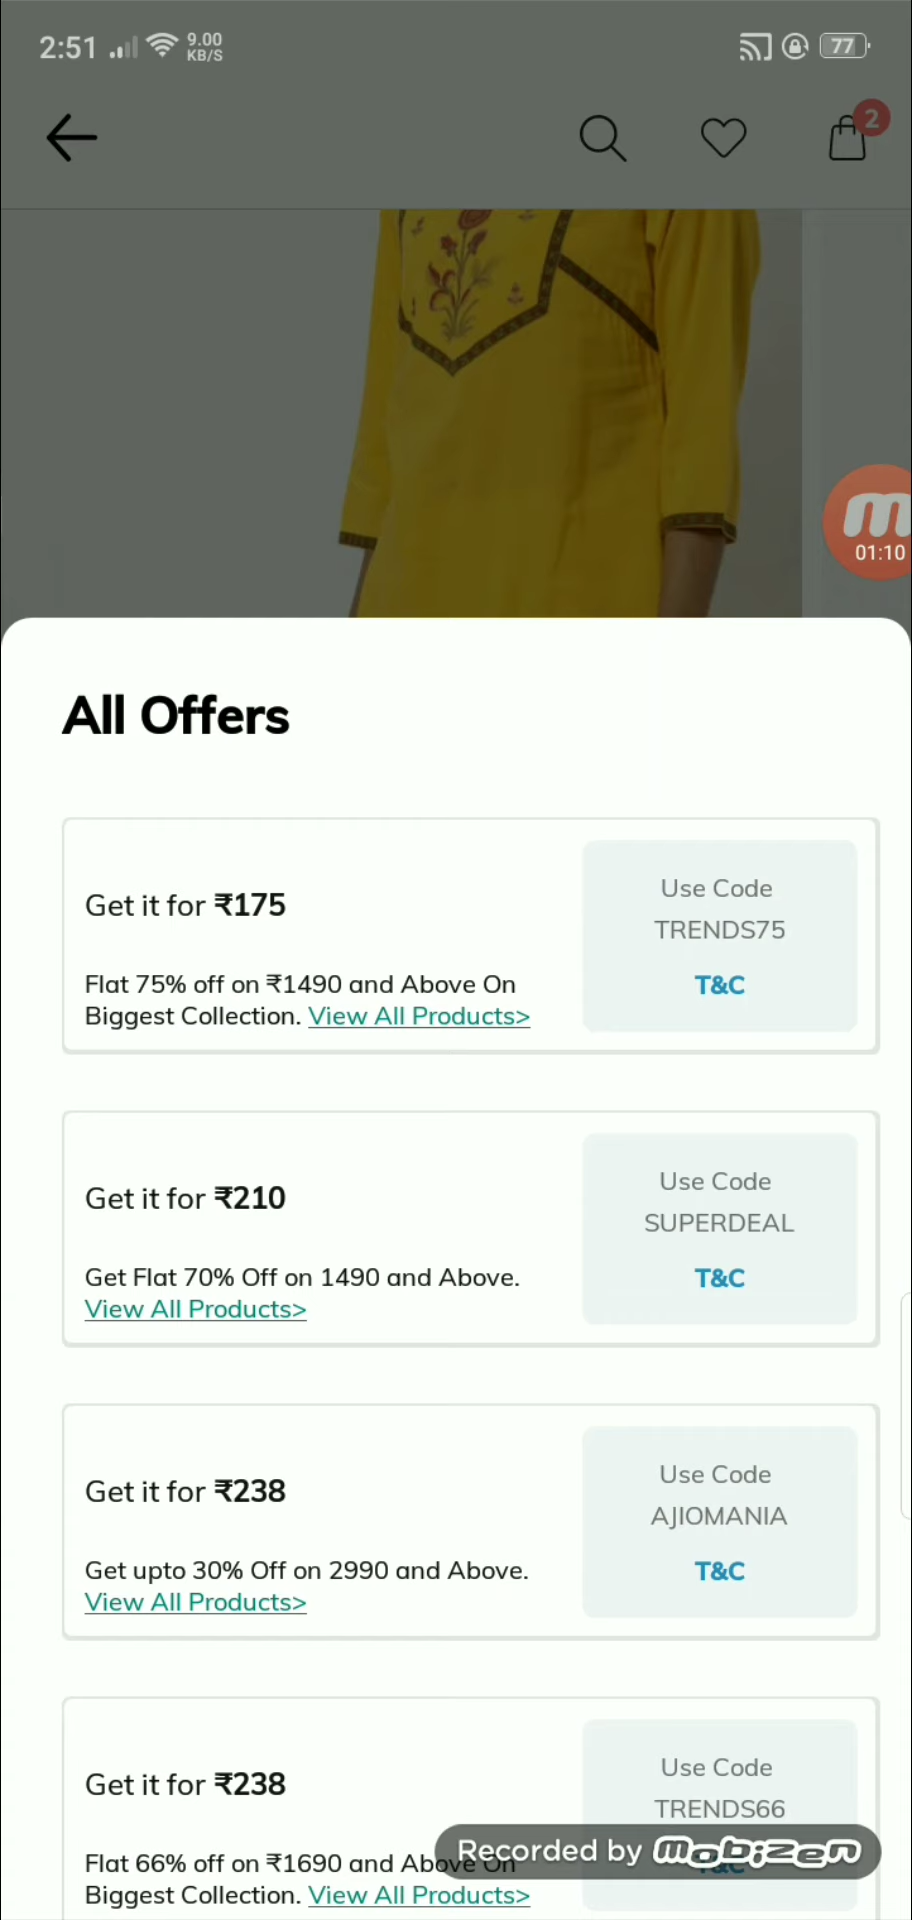 2:51
9.00
KB/S
77
2
m
01:10
All Offers
Get it for ₹175
Flat 75% off on ₹1490 and Above On
Biggest Collection. View All Products>
Use Code
TRENDS75
T&C
Get it for ₹210
Get Flat 70% Off on 1490 and Above.
View All Products>
Use Code
SUPERDEAL
T&C
Get it for ₹238
Get upto 30% Off on 2990 and Above.
View All Products>
Use Code
AJIOMANIA
T&C
Get it for ₹238
Flat 66% off on ₹1690 and Above On
Biggest Collection. View All Products>
Use Code
TRENDS66
T&C
Recorded by mobizen